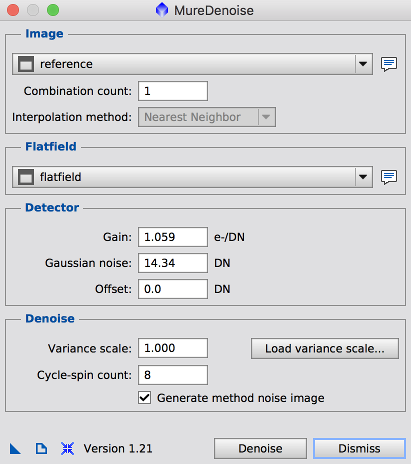 MureDenoise
Image
reference
Combination count: 1
Interpolation method: Nearest Neighbor
Flatfield
flatfield
Detector
Gain: 1.059 e-/DN
Gaussian noise: 14.34 DN
Offset: 0.0 DN
Denoise
Variance scale: 1.000 Load variance scale...
Cycle-spin count: 8
Generate method noise image
Version 1.21 Denoise Dismiss